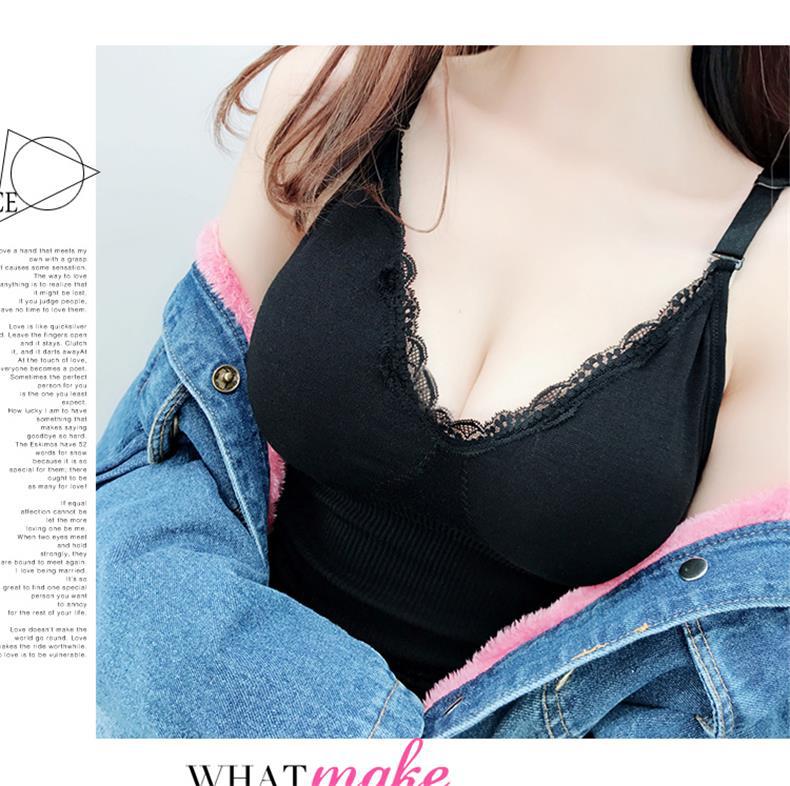 CE
ove a hand that meets my
own with a grasp
t causes some sensation.
The way to love
anything is to realize that
it might be lost.
If you judge people,
ave no time to love them.
Love is like quicksilver
d. Leave the fingers open
and it stays. Clutch
it, and it darts awayAt
At the touch of love,
veryone becomes a poet.
Sometimes the perfect
person for you
is the one you least
expect.
How lucky I am to have
something that
makes saying
goodbye so hard.
The Eskimos have 52
words for snow
because it is so
special for them; there
ought to be
as many for love!
If equal
affection cannot be
let the more
loving one be me.
When two eyes meet
and hold
strongly, they
are bound to meet again.
I love being married.
It's so
great to find one special
person you want
to annoy
for the rest of your life.
Love doesn't make the
world go round. Love
akes the ride worthwhile.
o love is to be vulnerable.
WHAT make